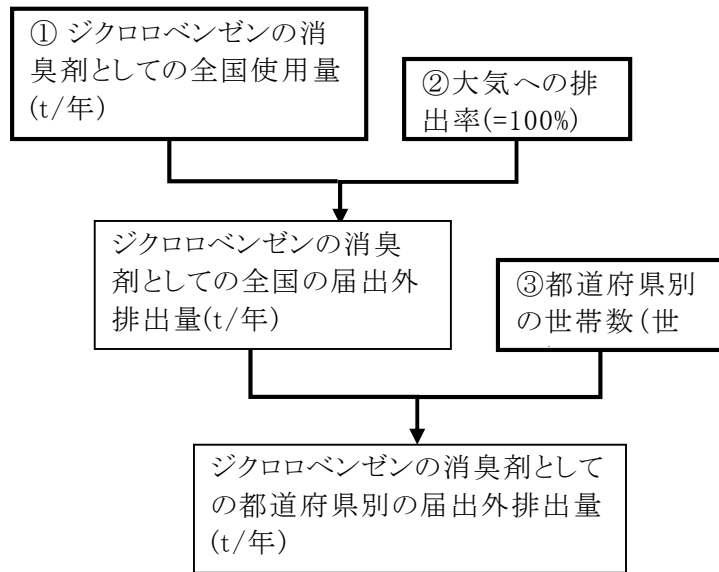 ① ジクロロベンゼンの消
臭剤としての全国使用量
(t/年)
②大気への排
出率(=100%)
ジクロロベンゼンの消臭
剤としての全国の届出外
排出量(t/年)
③都道府県別
の世帯数(世
ジクロロベンゼンの消臭剤として
の都道府県別の届出外排出量
(t/年)